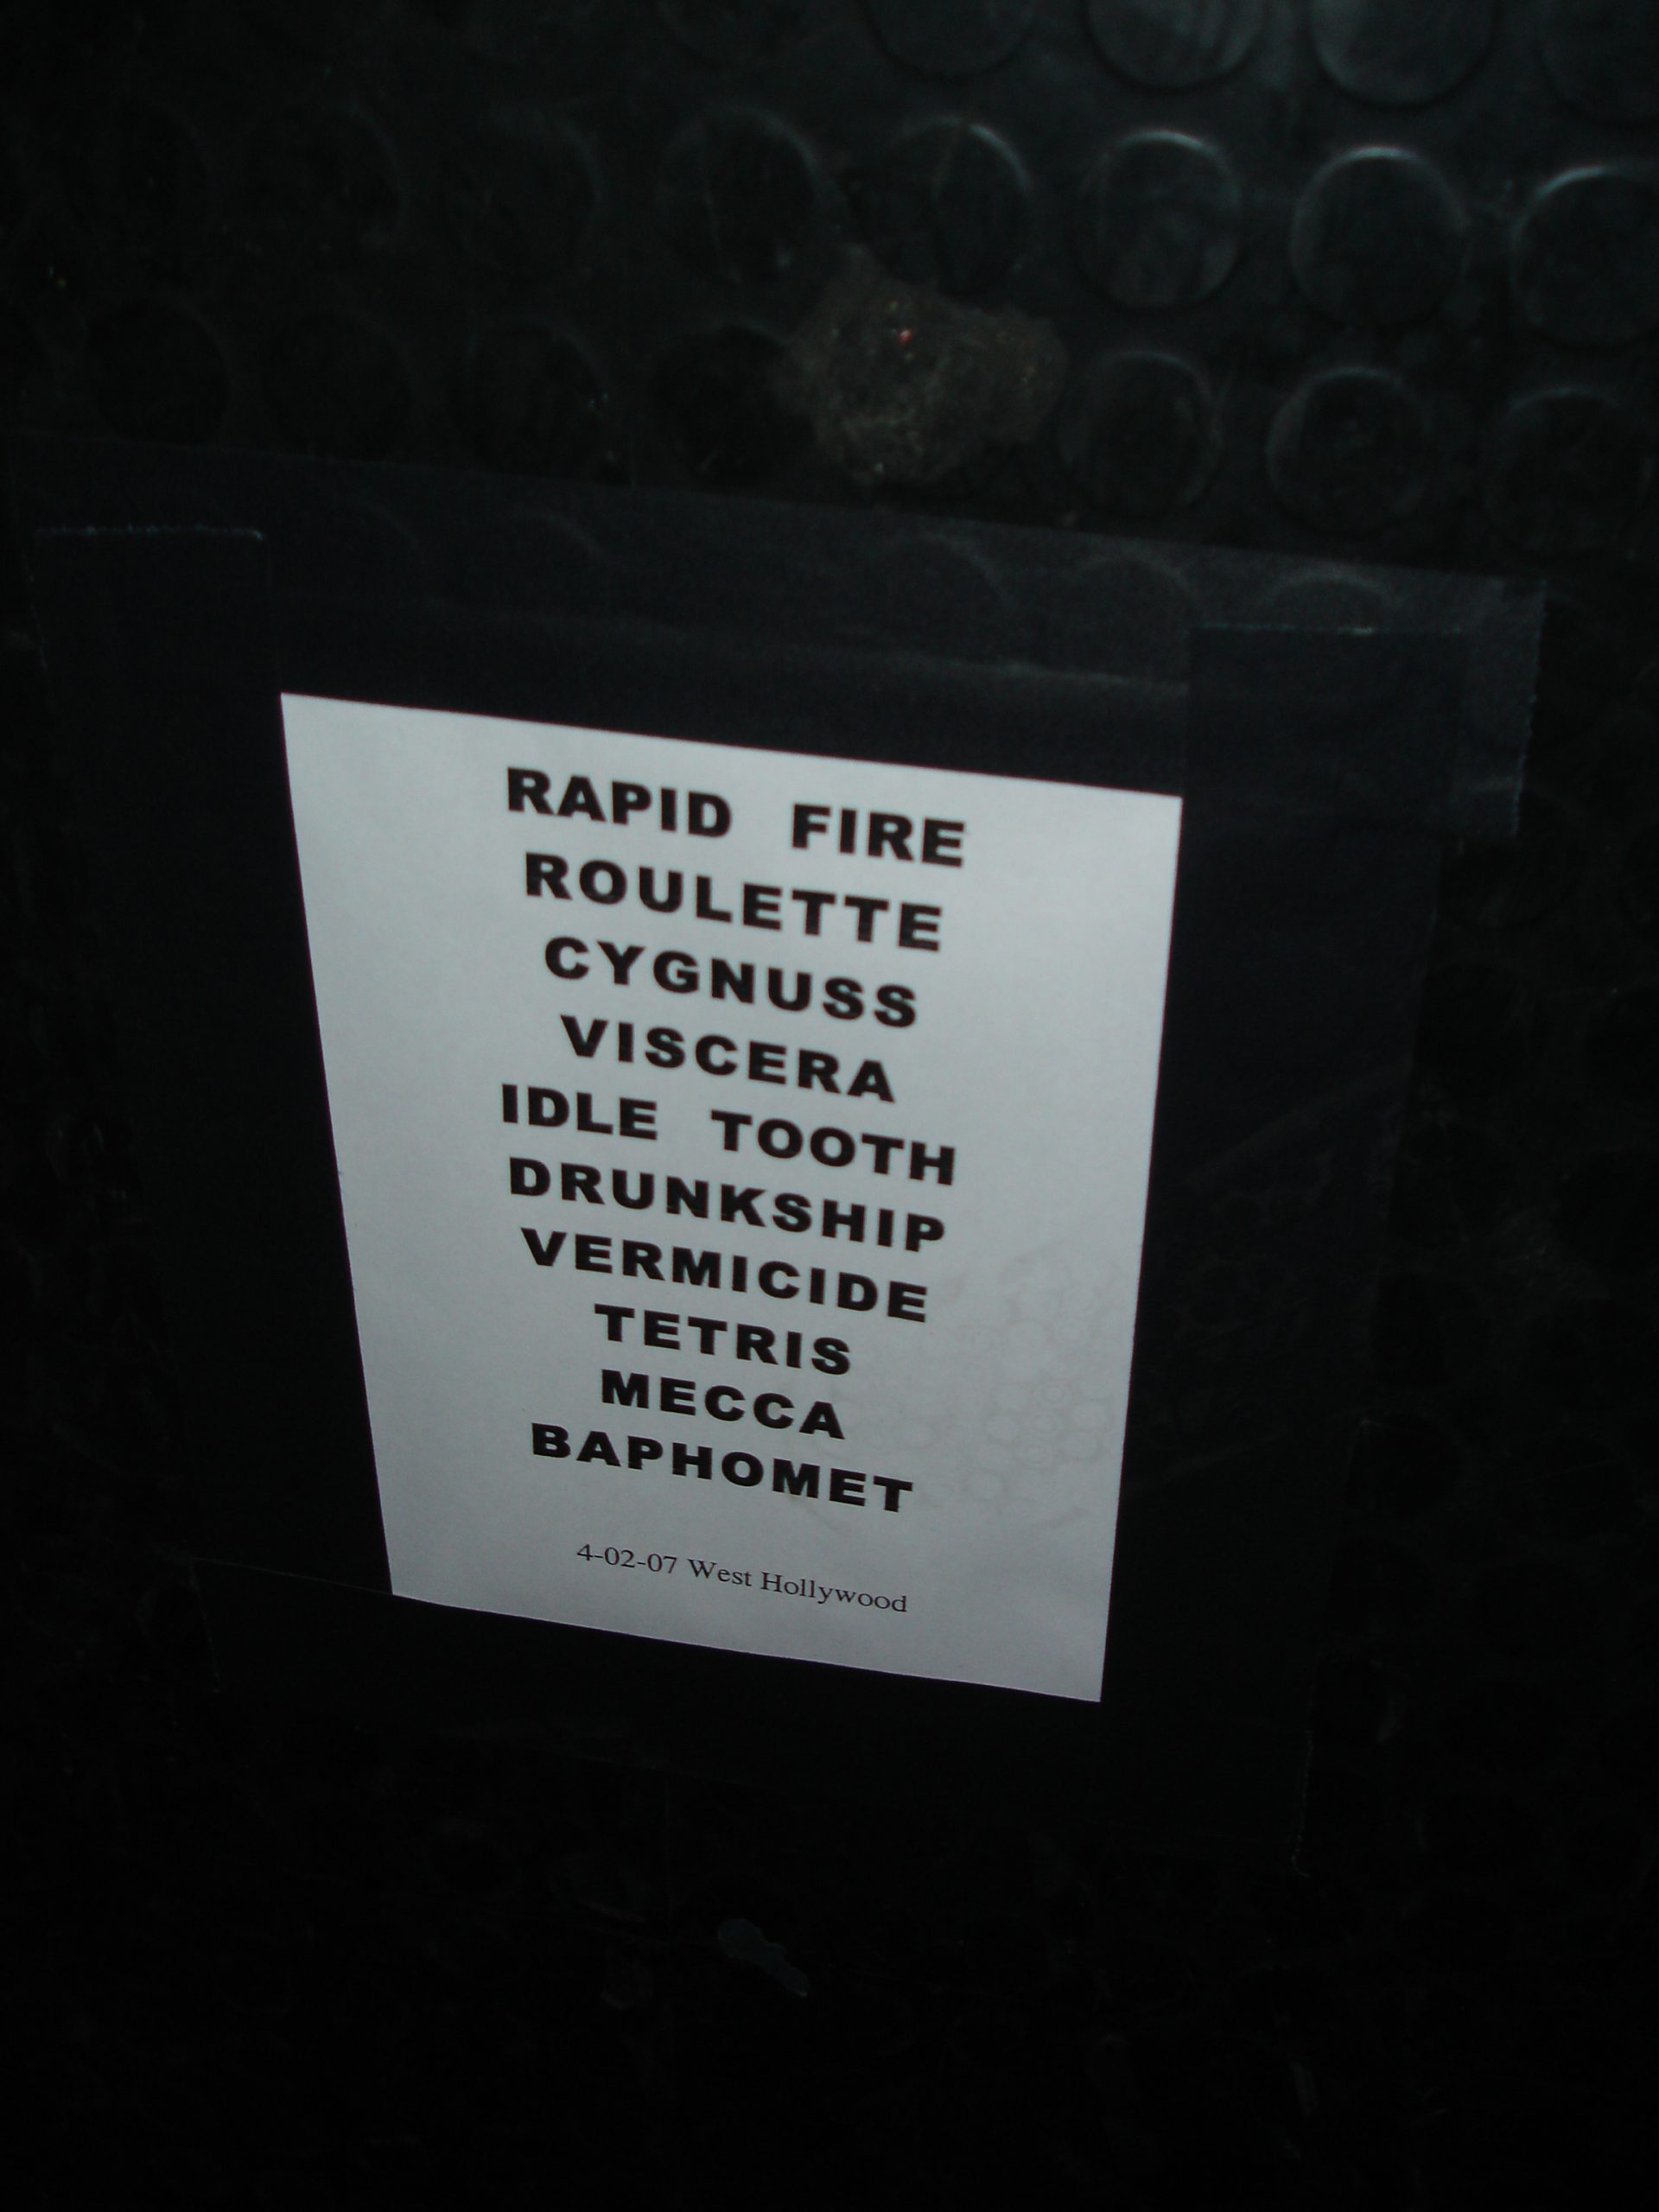 RAPID FIRE
ROULETTE
CYGNUSS
VISCERA
IDLE TOOTH
DRUNKSHIP
VERMICIDE
TETRIS
MECCA
BAPHOMET
4-02-07 West Hollywood